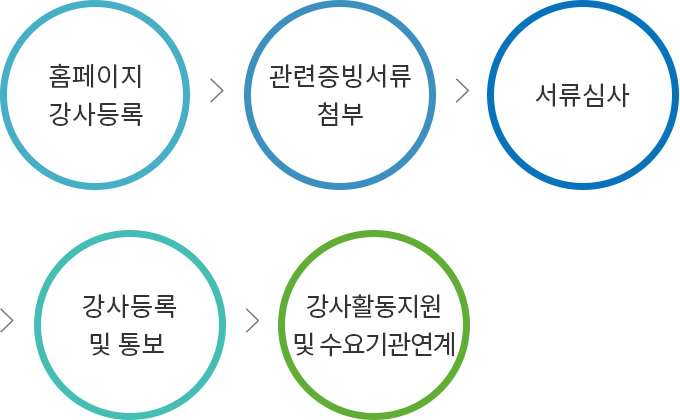 홈페이지
강사등록
관련증빙서류
첨부
서류심사
강사등록
및 통보
강사활동지원
및 수요기관연계